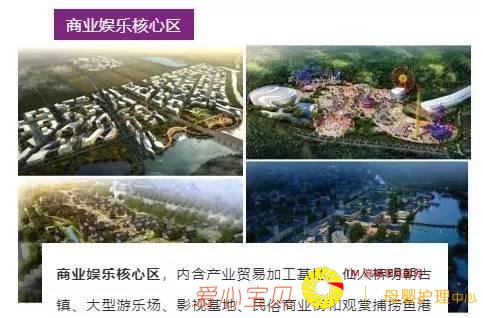 商业娱乐核心区
商业娱乐核心区，内含产业贸易加工基
镇、大型游乐场、影视基地、民俗商业街和观赏捕捞鱼港
爱心宝贝
母婴护理中心